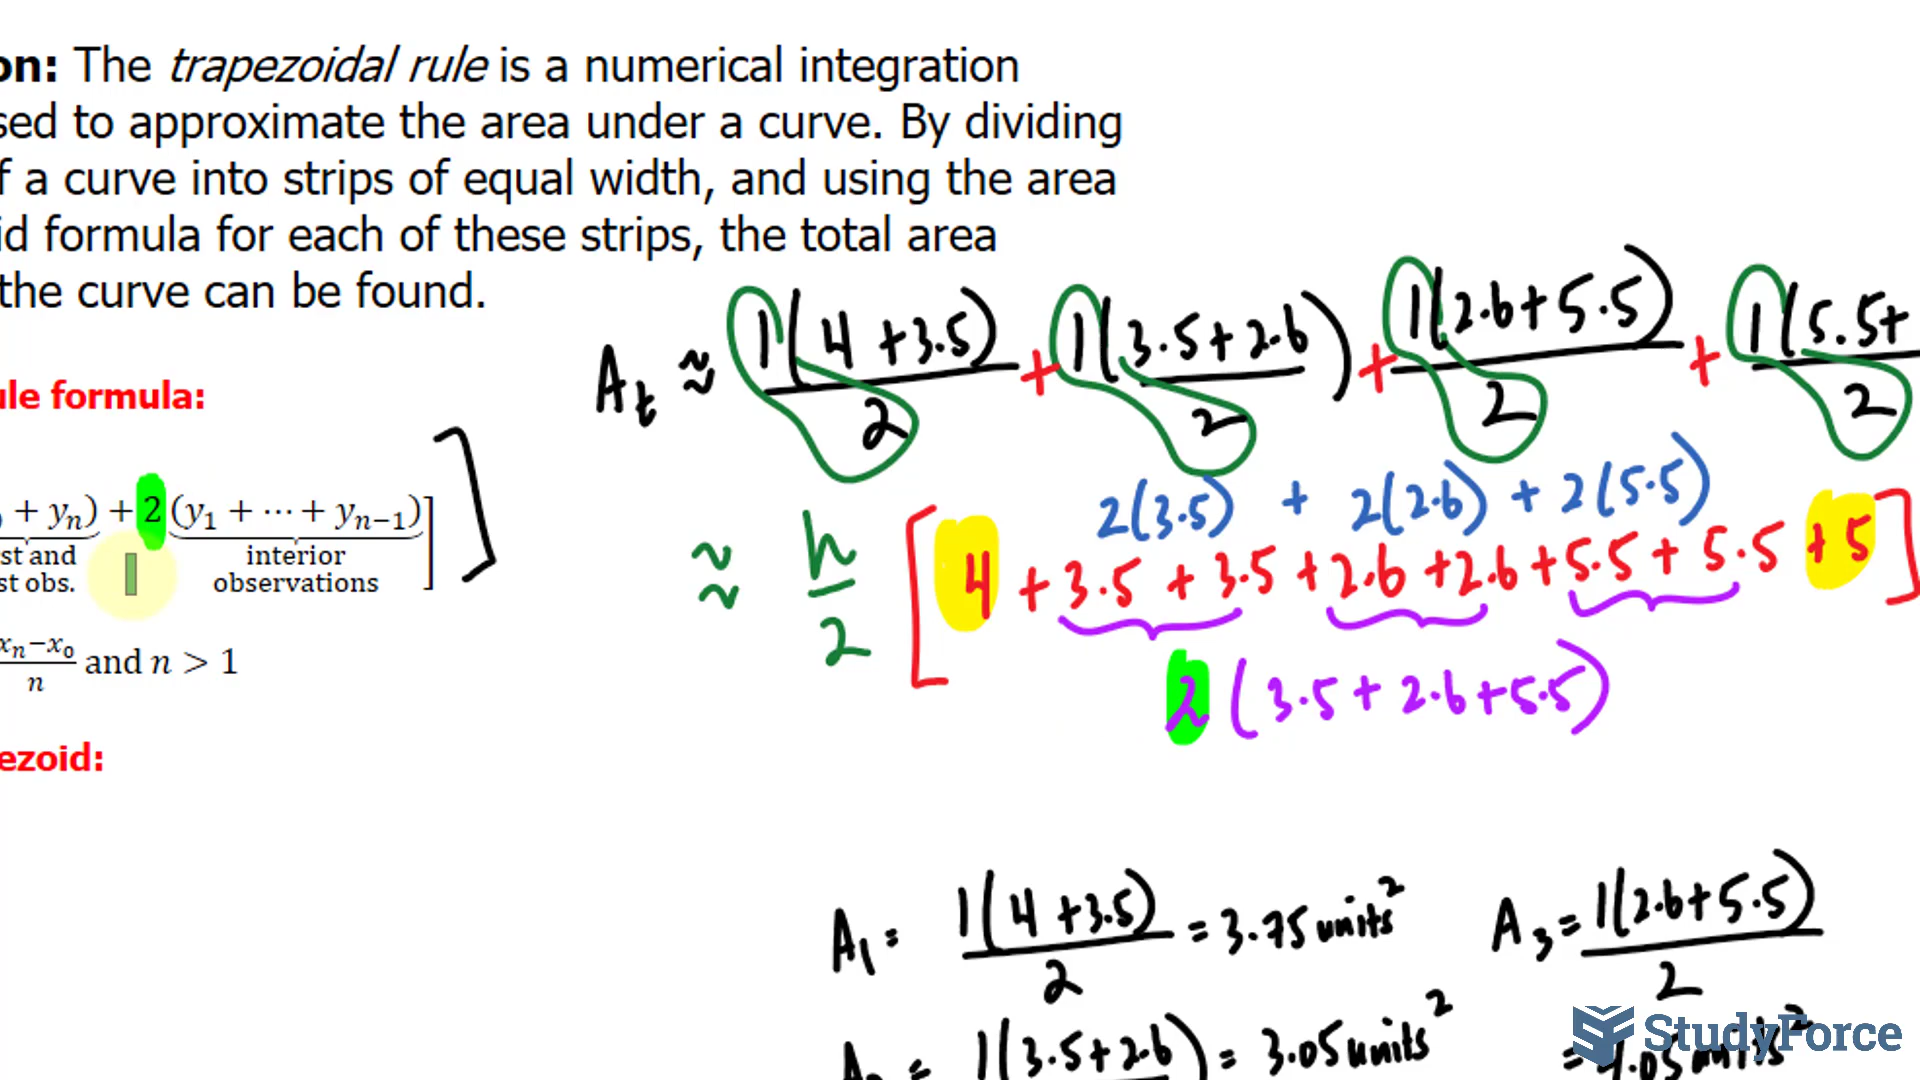 on: The trapezoidal rule is a numerical integration
sed to approximate the area under a curve. By dividing
f a curve into strips of equal width, and using the area
id formula for each of these strips, the total area
the curve can be found.
A_t ≈ 1(4 + 3.5)/2 + 1(3.5 + 2.6)/2 + 1(2.6 + 5.5)/2 + 1(5.5 +/2
ule formula:
+ yₙ) + 2 (y₁ + ⋯ + yₙ₋₁)]
st and
st obs.
interior
observations
xₙ−x₀/n and n > 1
ezoid:
2(3.5) + 2(2.6) + 2(5.5)
≈ h/2 [4 + 3.5 + 3.5 + 2.6 + 2.6 + 5.5 + 5.5 + 5]
2 (3.5 + 2.6 + 5.5)
A₁ = 1(4 + 3.5)/2 = 3.75 units²
A₃ = 1(2.6 + 5.5)/2
= 1(3.5 + 2.6)= 3.05 units²
= 4.05 units²
StudyForce